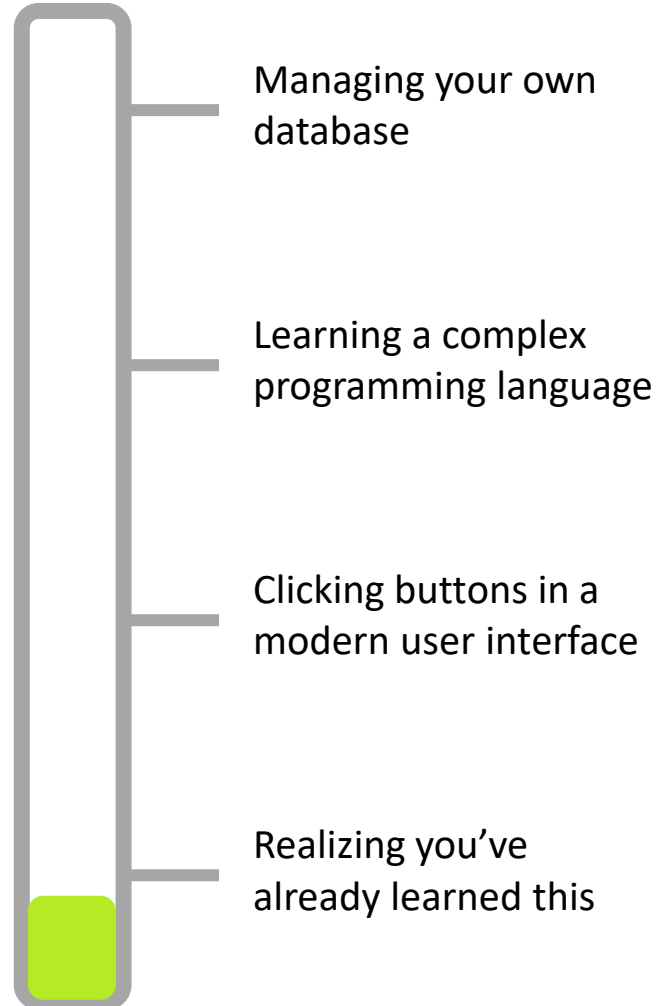 Managing your own
database
Learning a complex
programming language
Clicking buttons in a
modern user interface
Realizing you’ve
already learned this